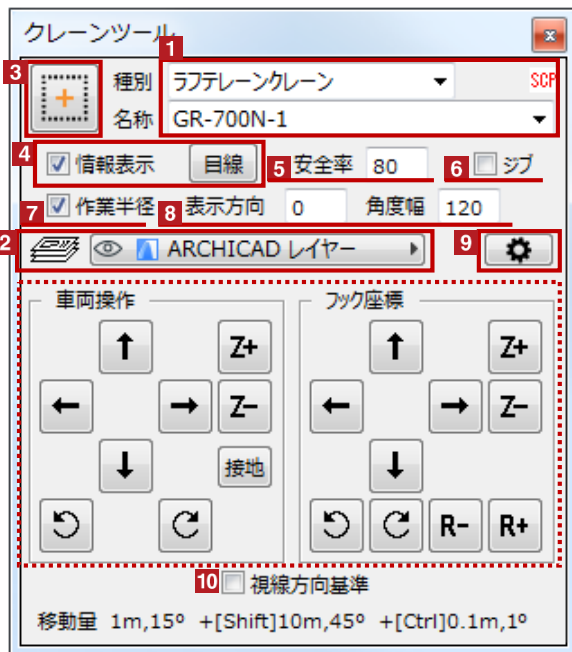 クレーンツール
1
3 種別 ラフテレーンクレーン SCP
名称 GR-700N-1
4 情報表示 目線 5 安全率 80 6 ジブ
7 作業半径 8 表示方向 0 角度幅 120
2 ARCHICAD レイヤー 9
車両操作 フック座標
↑ Z+ ↑ Z+
← → Z- ← → Z-
↓ 接地 ↓
R- R+
10 視線方向基準
移動量 1m,15° +[Shift]10m,45° +[Ctrl]0.1m,1°